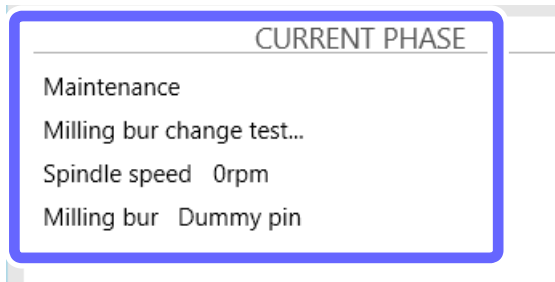 CURRENT PHASE
Maintenance
Milling bur change test...
Spindle speed 0rpm
Milling bur Dummy pin